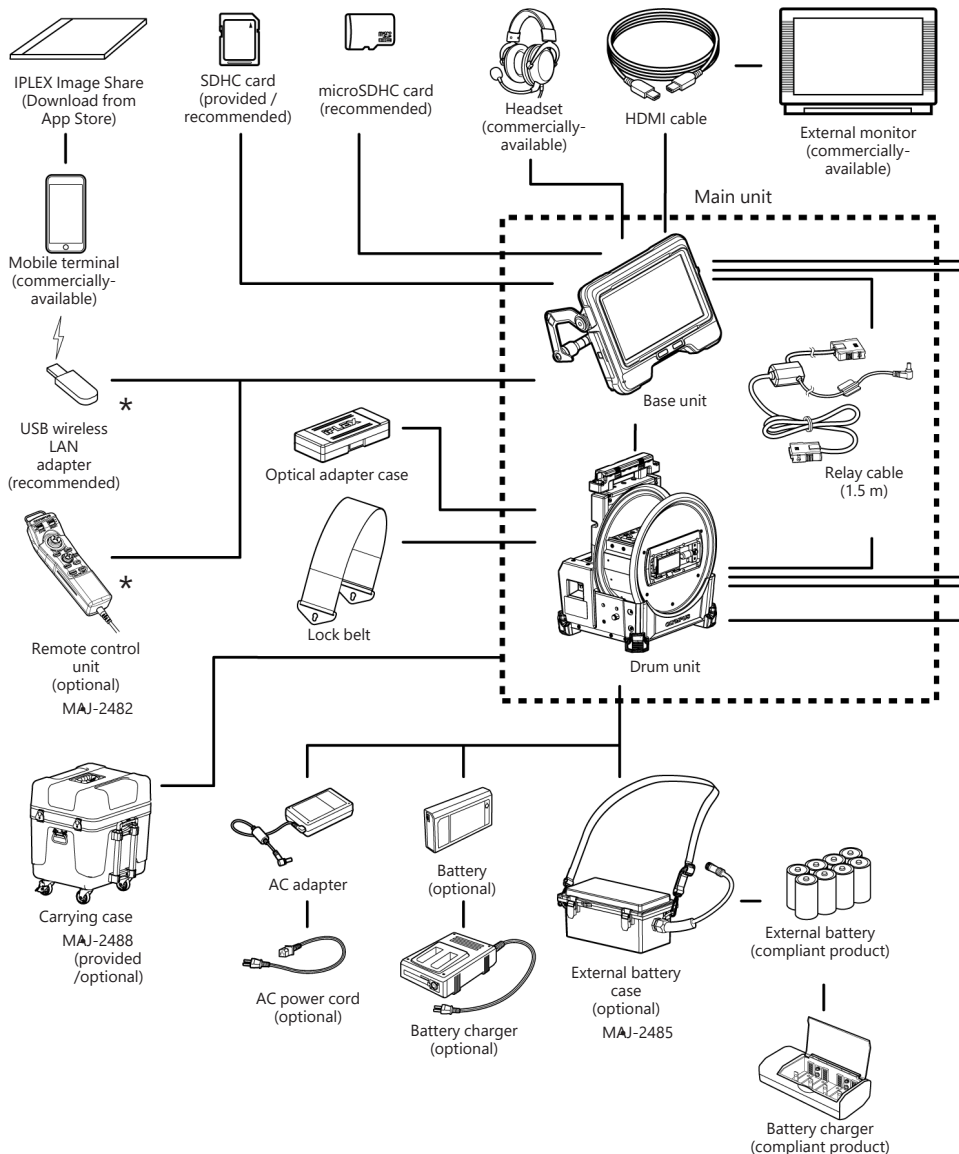 IPLEX Image Share
(Download from
App Store)
SDHC card
(provided /
recommended)
microSDHC card
(recommended)
Headset
(commercially-
available)
HDMI cable
External monitor
(commercially-
available)
Main unit
Mobile terminal
(commercially-
available)
*
USB wireless
LAN
adapter
(recommended)
IPLEX
Optical adapter case
Base unit
Relay cable
(1.5 m)
*
Remote control
unit
(optional)
MAJ-2482
Lock belt
OLYMPUS
Drum unit
Carrying case
MAJ-2488
(provided
/optional)
AC adapter
AC power cord
(optional)
Battery
(optional)
Battery charger
(optional)
External battery
case
(optional)
MAJ-2485
External battery
(compliant product)
Battery charger
(compliant product)